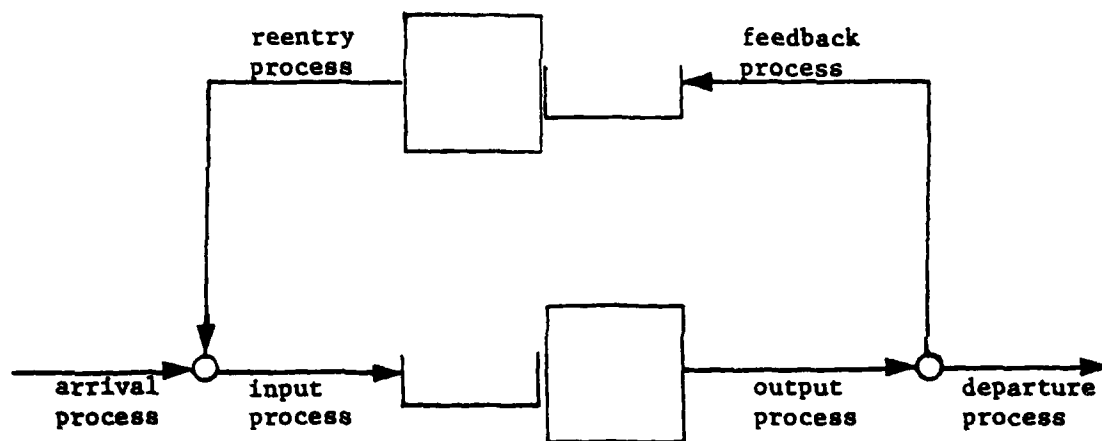 reentry
process
feedback
process
arrival
process
input
process
output
process
departure
process